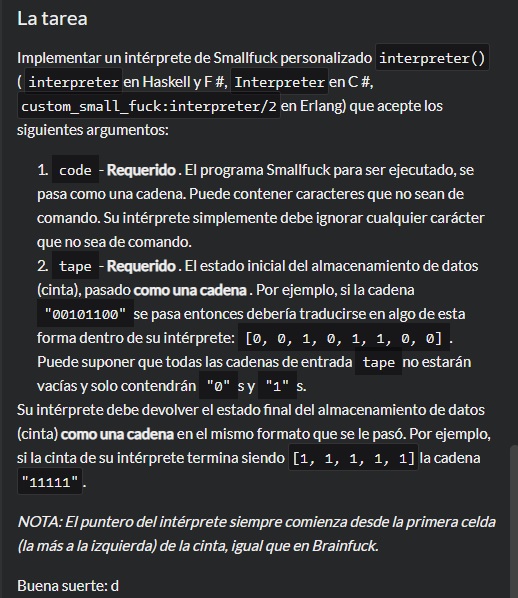 La tarea
Implementar un intérprete de Smallfuck personalizado interpreter()
( interpreter en Haskell y F #, Interpreter en C #,
custom_small_fuck:interpreter/2 en Erlang) que acepte los
siguientes argumentos:
1. code - Requerido . El programa Smallfuck para ser ejecutado, se
pasa como una cadena. Puede contener caracteres que no sean de
comando. Su intérprete simplemente debe ignorar cualquier carácter
que no sea de comando.
2. tape - Requerido . El estado inicial del almacenamiento de datos
(cinta), pasado como una cadena . Por ejemplo, si la cadena
"00101100" se pasa entonces debería traducirse en algo de esta
forma dentro de su intérprete: [0, 0, 1, 0, 1, 1, 0, 0] .
Puede suponer que todas las cadenas de entrada tape no estarán
vacías y solo contendrán "0" s y "1" s.
Su intérprete debe devolver el estado final del almacenamiento de datos
(cinta) como una cadena en el mismo formato que se le pasó. Por ejemplo,
si la cinta de su intérprete termina siendo [1, 1, 1, 1, 1] la cadena
"11111" .
NOTA: El puntero del intérprete siempre comienza desde la primera celda
(la más a la izquierda) de la cinta, igual que en Brainfuck.
Buena suerte: d